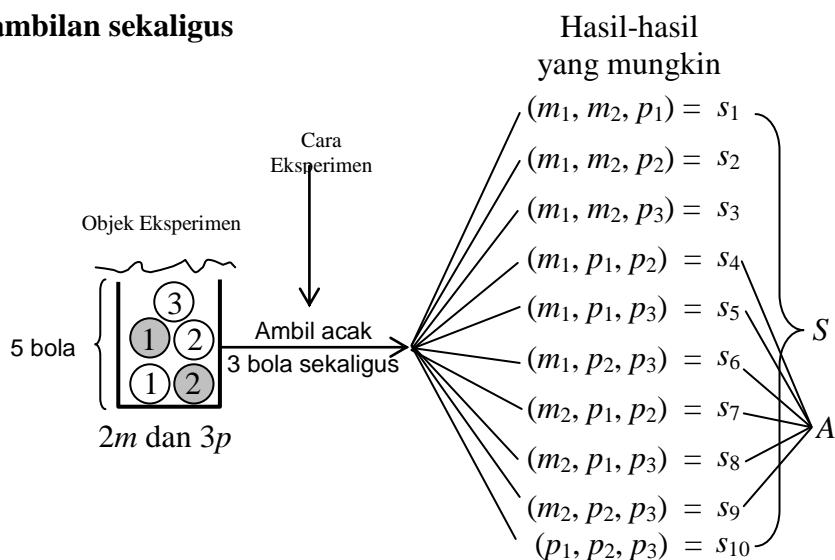 ambilan sekaligus
Hasil-hasil
yang mungkin
Cara
Eksperimen
Objek Eksperimen
5 bola
3
1 2
1 2
2m dan 3p
Ambil acak
3 bola sekaligus
(m₁, m₂, p₁) = s₁
(m₁, m₂, p₂) = s₂
(m₁, m₂, p₃) = s₃
(m₁, p₁, p₂) = s₄
(m₁, p₁, p₃) = s₅
(m₁, p₂, p₃) = s₆
(m₂, p₁, p₂) = s₇
(m₂, p₁, p₃) = s₈
(m₂, p₂, p₃) = s₉
(p₁, p₂, p₃) = s₁₀
S
A